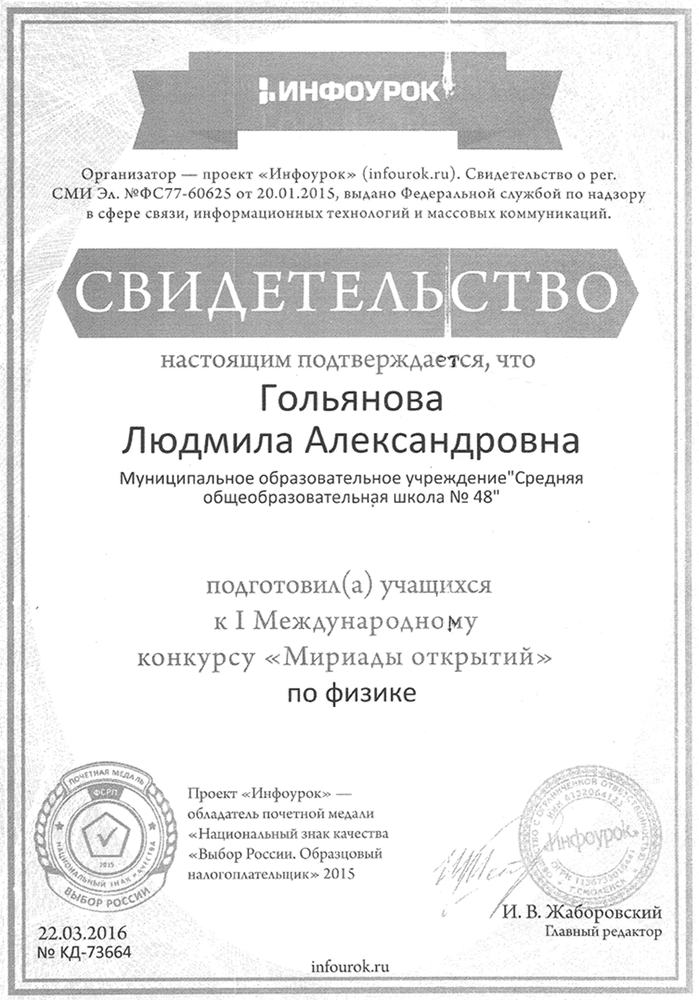 ИНФОУРОК
Организатор — проект «Инфоурок» (infourok.ru). Свидетельство о рег.
СМИ Эл. №ФС77-60625 от 20.01.2015, выдано Федеральной службой по надзору
в сфере связи, информационных технологий и массовых коммуникаций.
СВИДЕТЕЛЬСТВО
настоящим подтверждается, что
Гольянова
Людмила Александровна
Муниципальное образовательное учреждение"Средняя
общеобразовательная школа № 48"
подготовил(а) учащихся
к I Международному
конкурсу «Мириады открытий»
по физике
ПОЧЕТНАЯ МЕДАЛЬ
ФСРП
2015
НАЦИОНАЛЬНЫЙ ЗНАК КАЧЕСТВА
ВЫБОР РОССИИ
Проект «Инфоурок» —
обладатель почетной медали
«Национальный знак качества
«Выбор России. Образцовый
налогоплательщик» 2015
«Инфоурок»
Г.СМОЛЕНСК
И. В. Жаборовский
Главный редактор
22.03.2016
№ КД-73664
infourok.ru